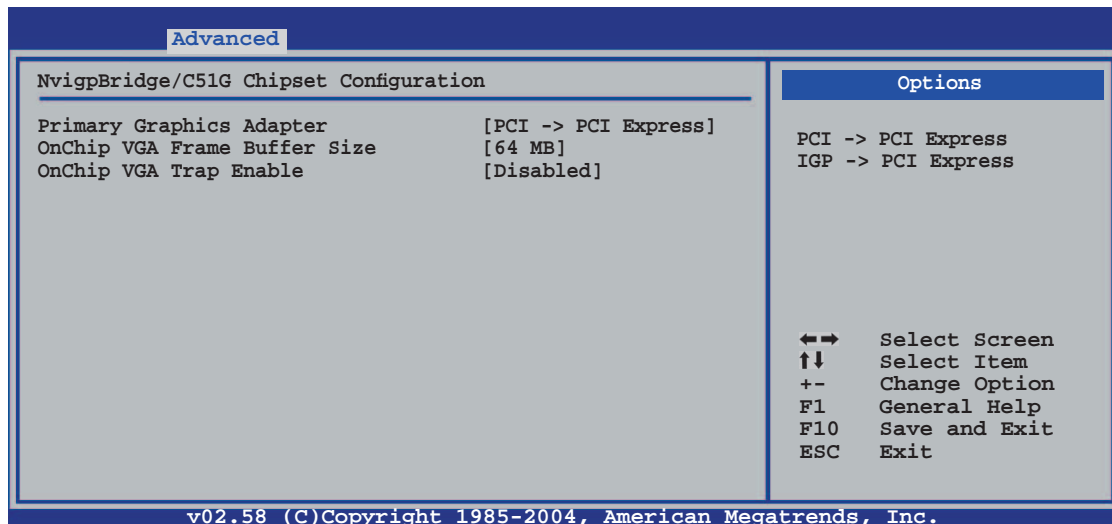 Advanced
NvigpBridge/C51G Chipset Configuration
Primary Graphics Adapter [PCI -> PCI Express]
OnChip VGA Frame Buffer Size [64 MB]
OnChip VGA Trap Enable [Disabled]
Options
PCI -> PCI Express
IGP -> PCI Express
←→ Select Screen
↑↓ Select Item
+- Change Option
F1 General Help
F10 Save and Exit
ESC Exit
v02.58 (C)Copyright 1985-2004, American Megatrends, Inc.